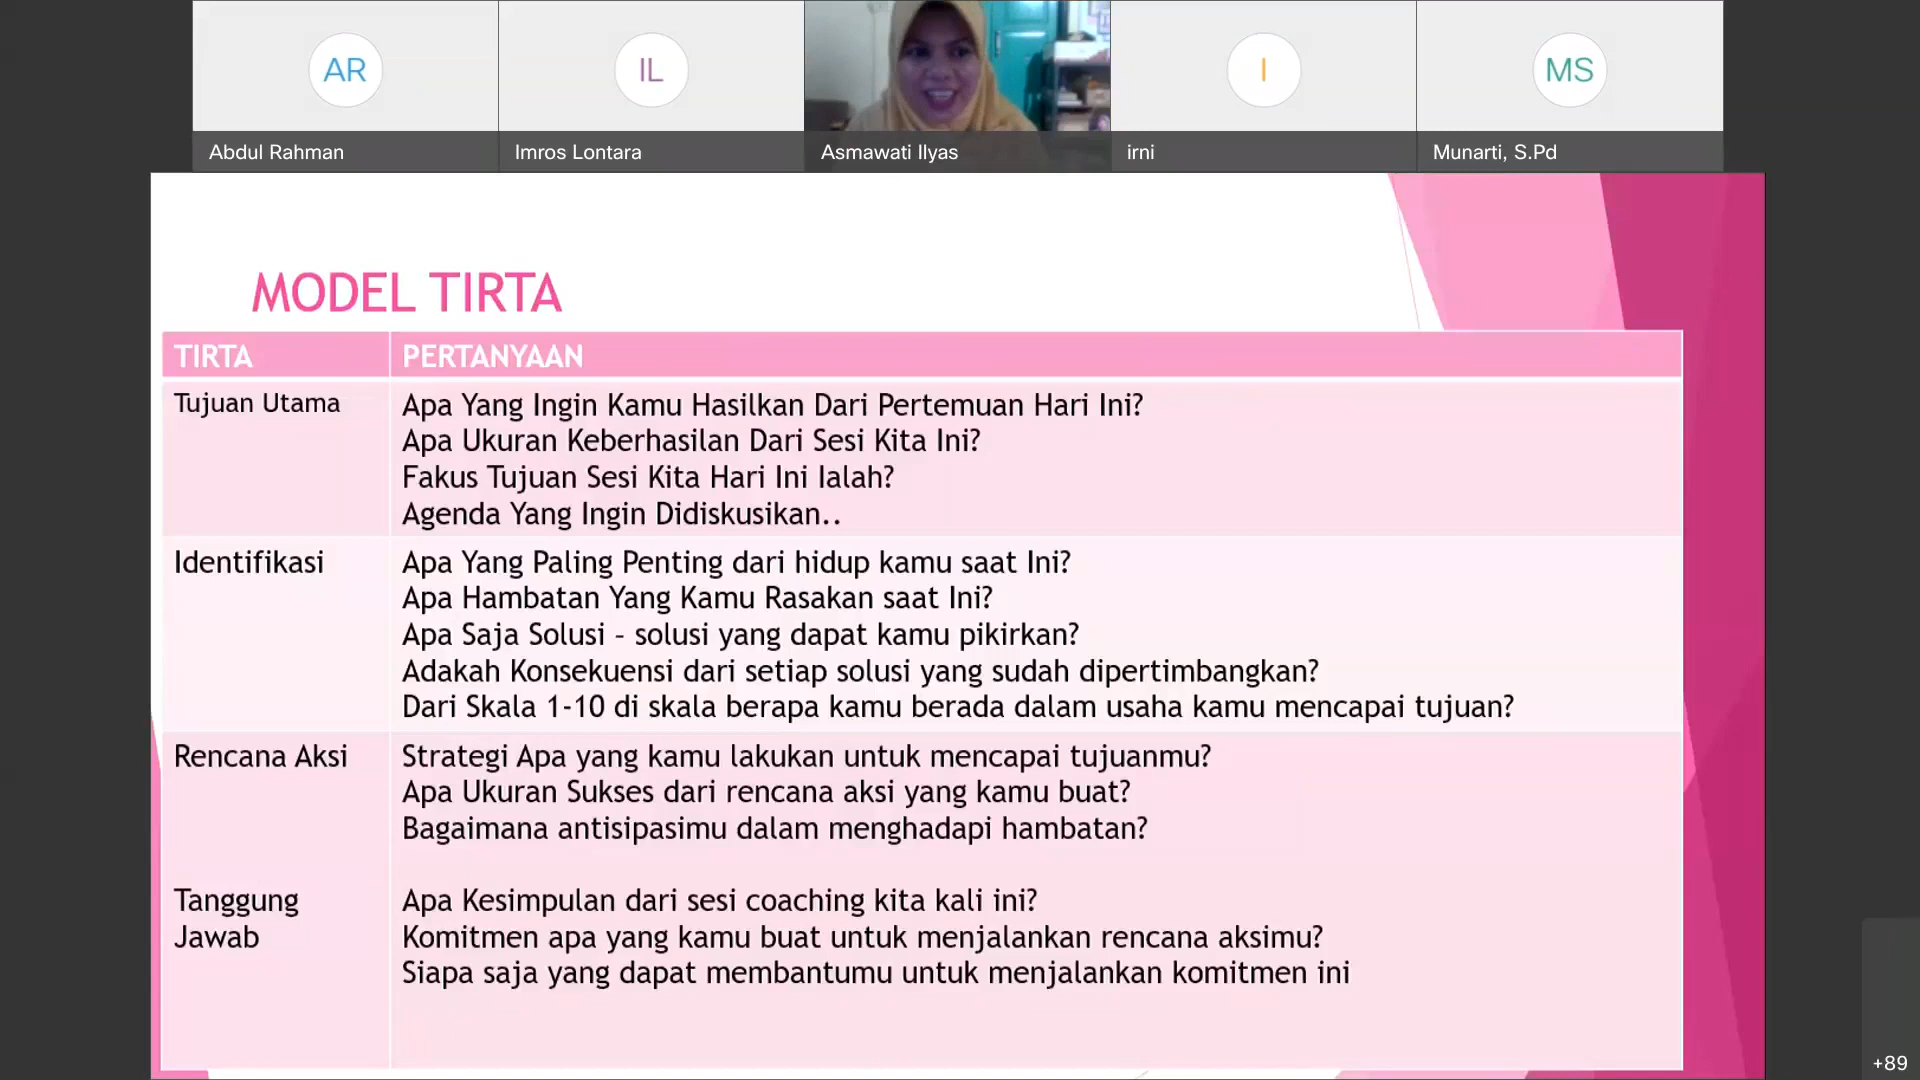 AR
IL
I
MS
Abdul Rahman
Imros Lontara
Asmawati Ilyas
irni
Munarti, S.Pd
MODEL TIRTA
TIRTA
PERTANYAAN
Tujuan Utama
Apa Yang Ingin Kamu Hasilkan Dari Pertemuan Hari Ini?
Apa Ukuran Keberhasilan Dari Sesi Kita Ini?
Fakus Tujuan Sesi Kita Hari Ini Ialah?
Agenda Yang Ingin Didiskusikan..
Identifikasi
Apa Yang Paling Penting dari hidup kamu saat Ini?
Apa Hambatan Yang Kamu Rasakan saat Ini?
Apa Saja Solusi – solusi yang dapat kamu pikirkan?
Adakah Konsekuensi dari setiap solusi yang sudah dipertimbangkan?
Dari Skala 1-10 di skala berapa kamu berada dalam usaha kamu mencapai tujuan?
Rencana Aksi
Strategi Apa yang kamu lakukan untuk mencapai tujuanmu?
Apa Ukuran Sukses dari rencana aksi yang kamu buat?
Bagaimana antisipasimu dalam menghadapi hambatan?
Tanggung
Jawab
Apa Kesimpulan dari sesi coaching kita kali ini?
Komitmen apa yang kamu buat untuk menjalankan rencana aksimu?
Siapa saja yang dapat membantumu untuk menjalankan komitmen ini
+89